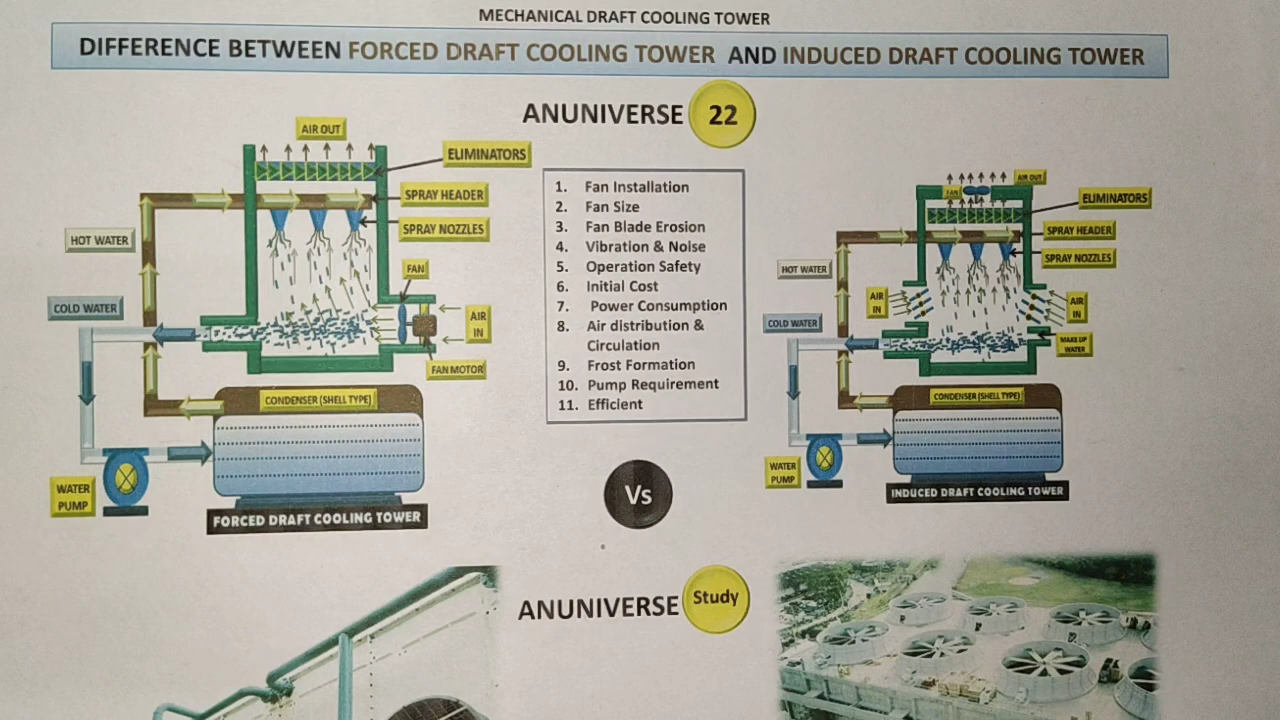 MECHANICAL DRAFT COOLING TOWER
DIFFERENCE BETWEEN FORCED DRAFT COOLING TOWER AND INDUCED DRAFT COOLING TOWER
ANUNIVERSE 22
AIR OUT
ELIMINATORS
SPRAY HEADER
SPRAY NOZZLES
HOT WATER
FAN
COLD WATER
AIR
IN
FAN MOTOR
CONDENSER (SHELL TYPE)
WATER
PUMP
FORCED DRAFT COOLING TOWER
1. Fan Installation
2. Fan Size
3. Fan Blade Erosion
4. Vibration & Noise
5. Operation Safety
6. Initial Cost
7. Power Consumption
8. Air distribution &
Circulation
9. Frost Formation
10. Pump Requirement
11. Efficient
Vs
AIR OUT
FAN
ELIMINATORS
SPRAY HEADER
SPRAY NOZZLES
HOT WATER
AIR
IN
AIR
IN
COLD WATER
MAKE UP
WATER
CONDENSER (SHELL TYPE)
WATER
PUMP
INDUCED DRAFT COOLING TOWER
ANUNIVERSE Study